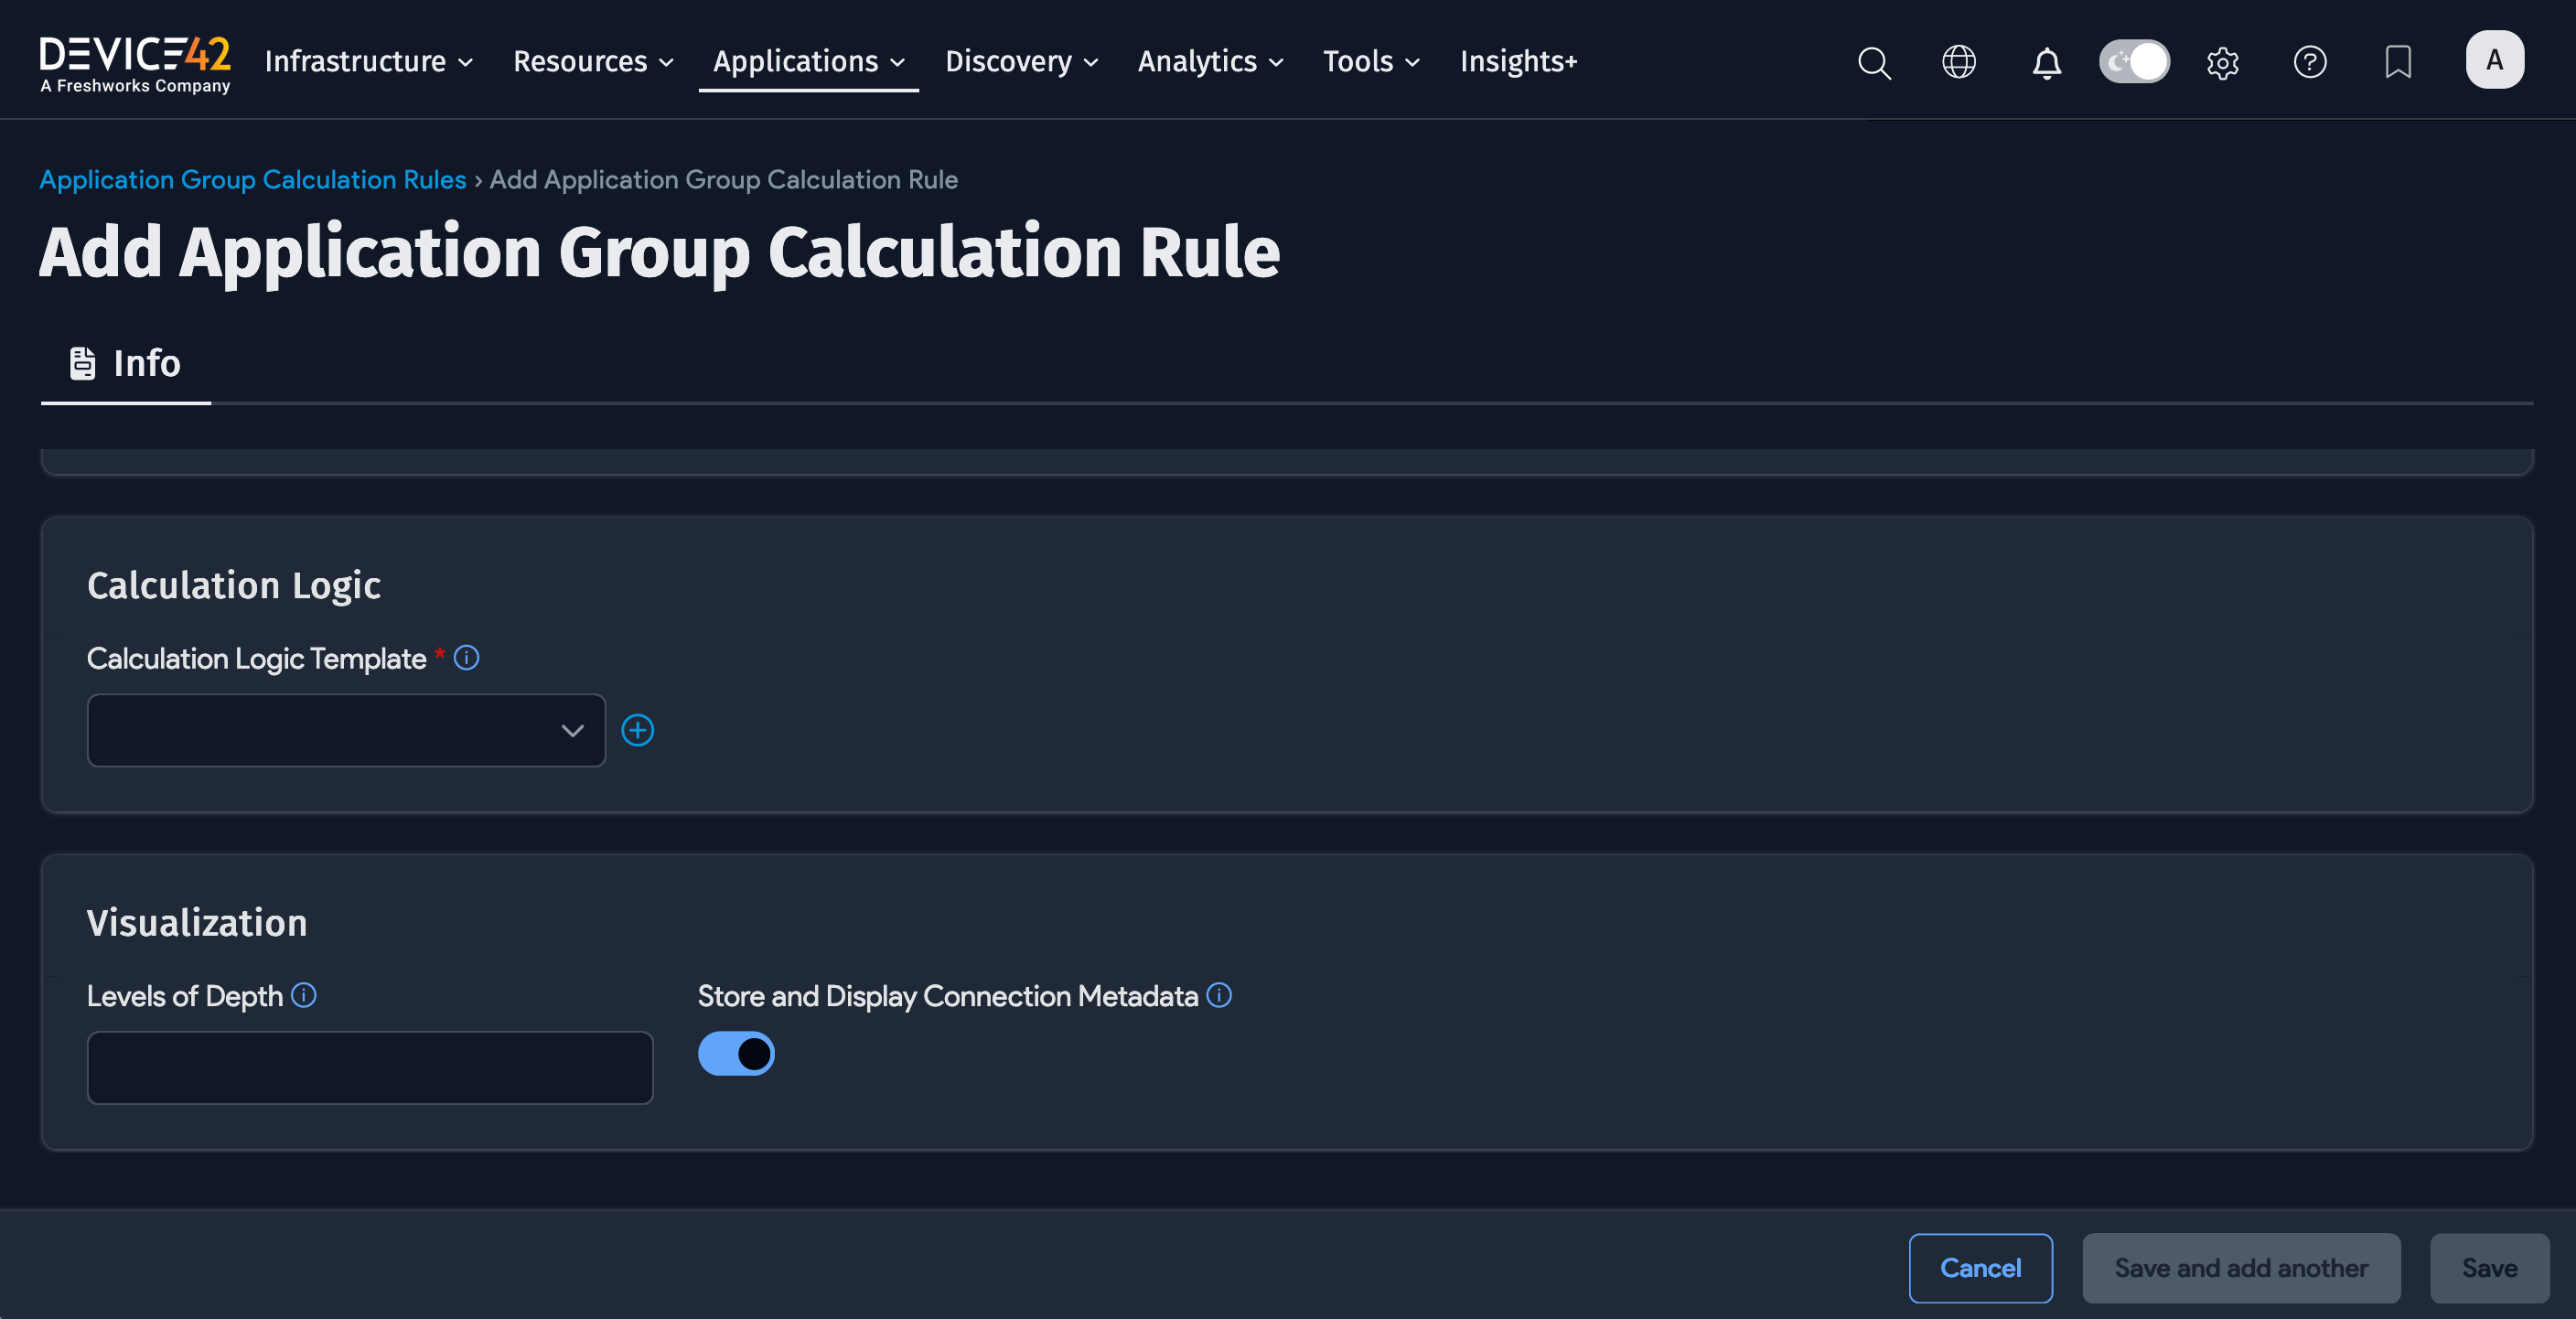 DEVICE42
A Freshworks Company
Infrastructure Resources Applications Discovery Analytics Tools Insights+
A
Application Group Calculation Rules › Add Application Group Calculation Rule
Add Application Group Calculation Rule
Info
Calculation Logic
Calculation Logic Template *
Visualization
Levels of Depth Store and Display Connection Metadata
Cancel Save and add another Save